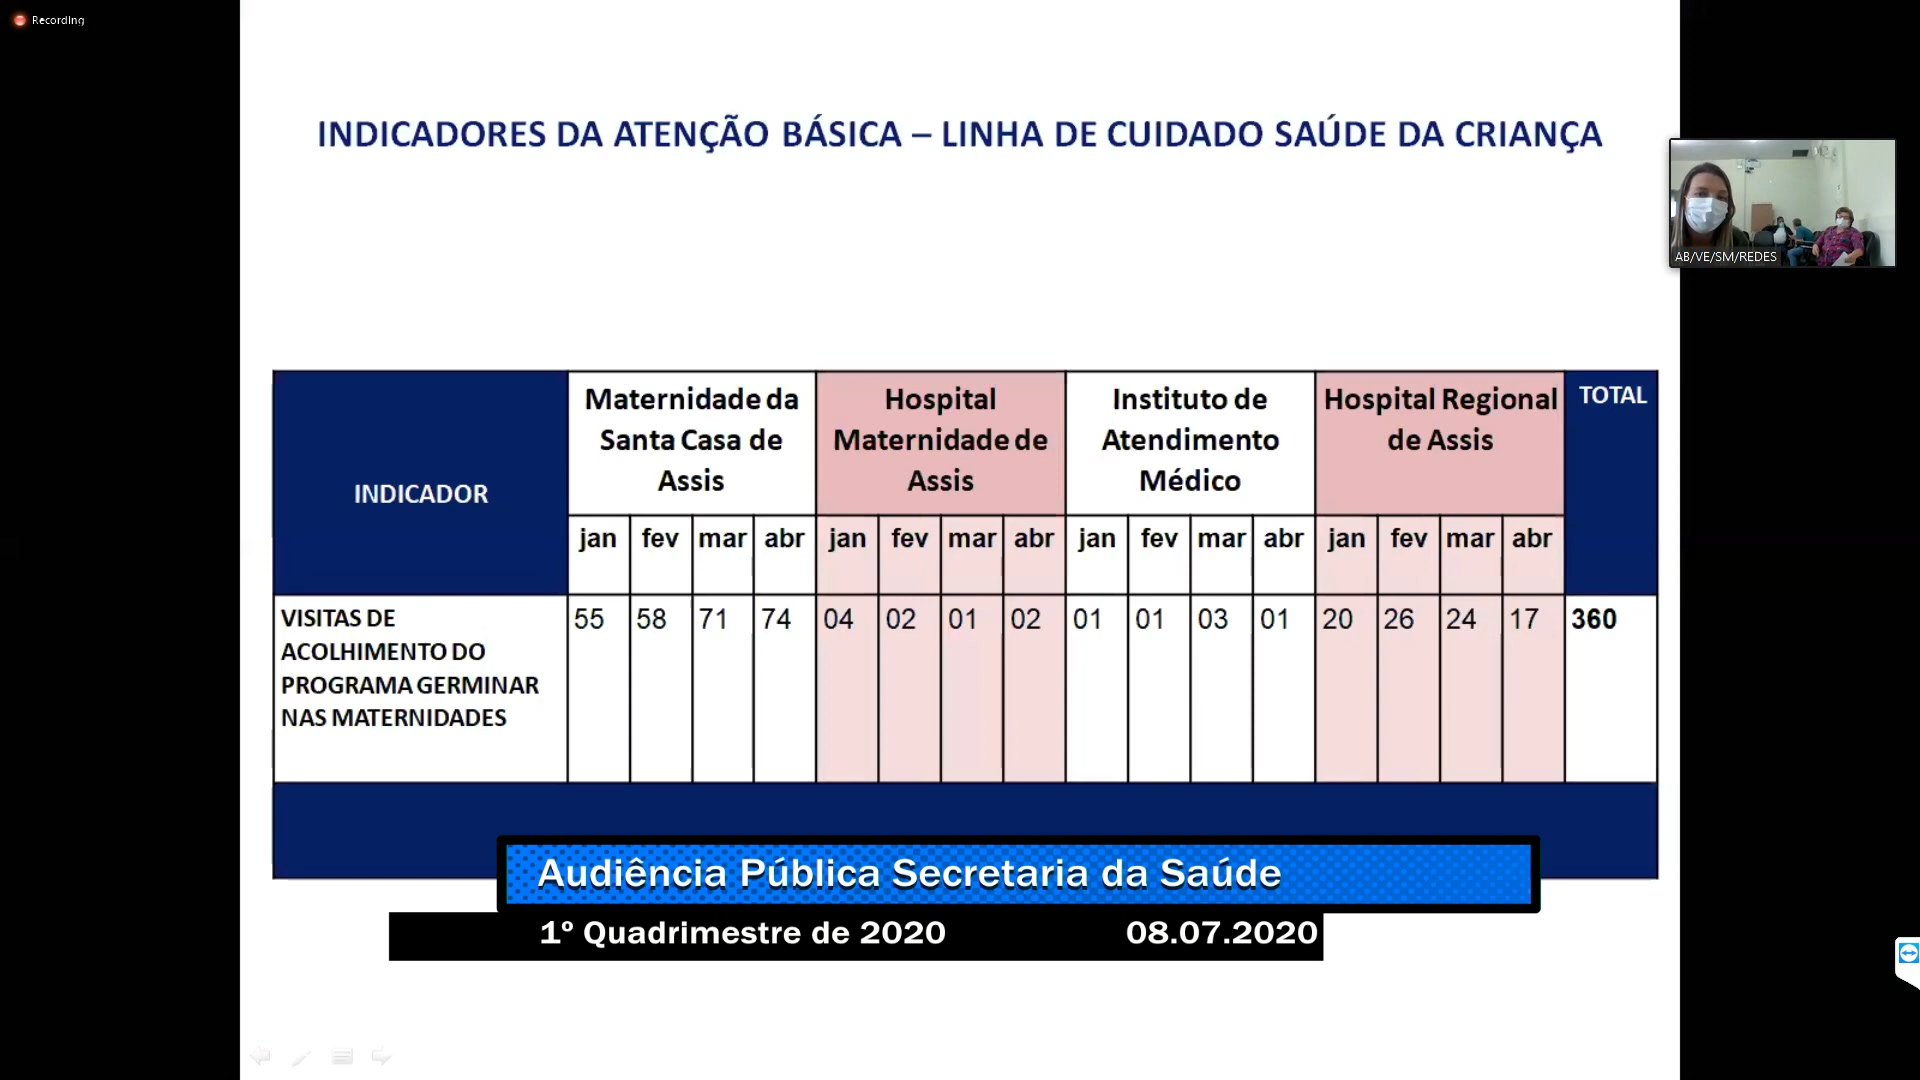 Recording
INDICADORES DA ATENÇÃO BÁSICA – LINHA DE CUIDADO SAÚDE DA CRIANÇA
AB/VE/SM/REDES
INDICADOR
Maternidade da
Santa Casa de
Assis
Hospital
Maternidade de
Assis
Instituto de
Atendimento
Médico
Hospital Regional
de Assis
TOTAL
jan fev mar abr jan fev mar abr jan fev mar abr jan fev mar abr
VISITAS DE
ACOLHIMENTO DO
PROGRAMA GERMINAR
NAS MATERNIDADES
55 58 71 74 04 02 01 02 01 01 03 01 20 26 24 17 360
Audiência Pública Secretaria da Saúde
1º Quadrimestre de 2020 08.07.2020